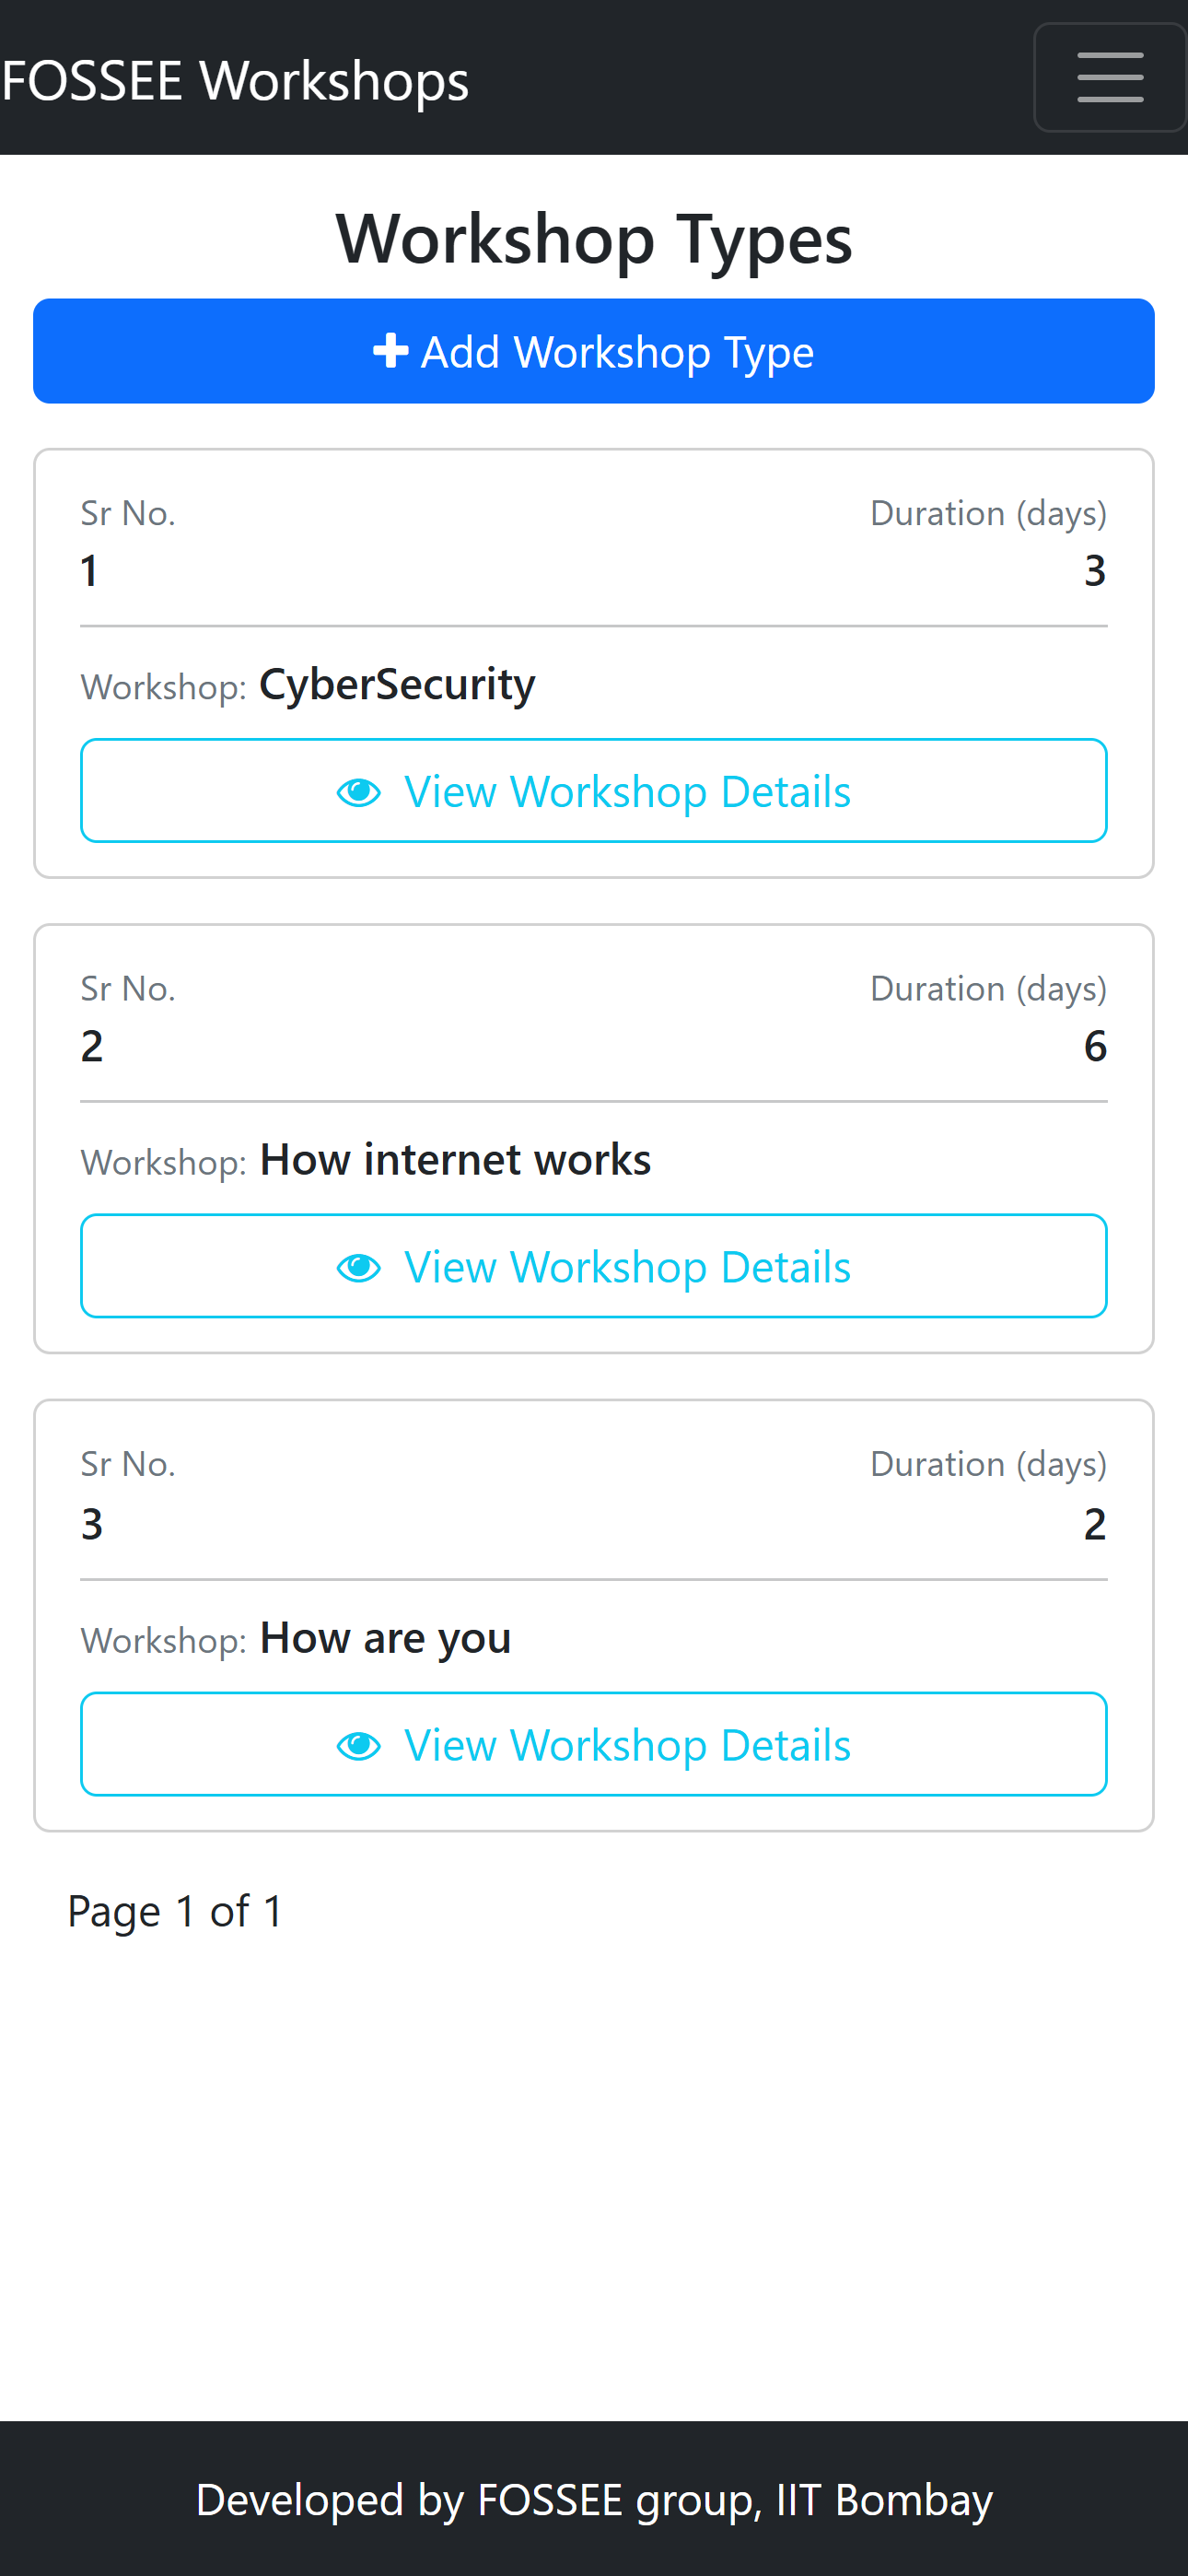 FOSSEE Workshops
Workshop Types
Add Workshop Type
Sr No. Duration (days)
1 3
Workshop: CyberSecurity
View Workshop Details
Sr No. Duration (days)
2 6
Workshop: How internet works
View Workshop Details
Sr No. Duration (days)
3 2
Workshop: How are you
View Workshop Details
Page 1 of 1
Developed by FOSSEE group, IIT Bombay